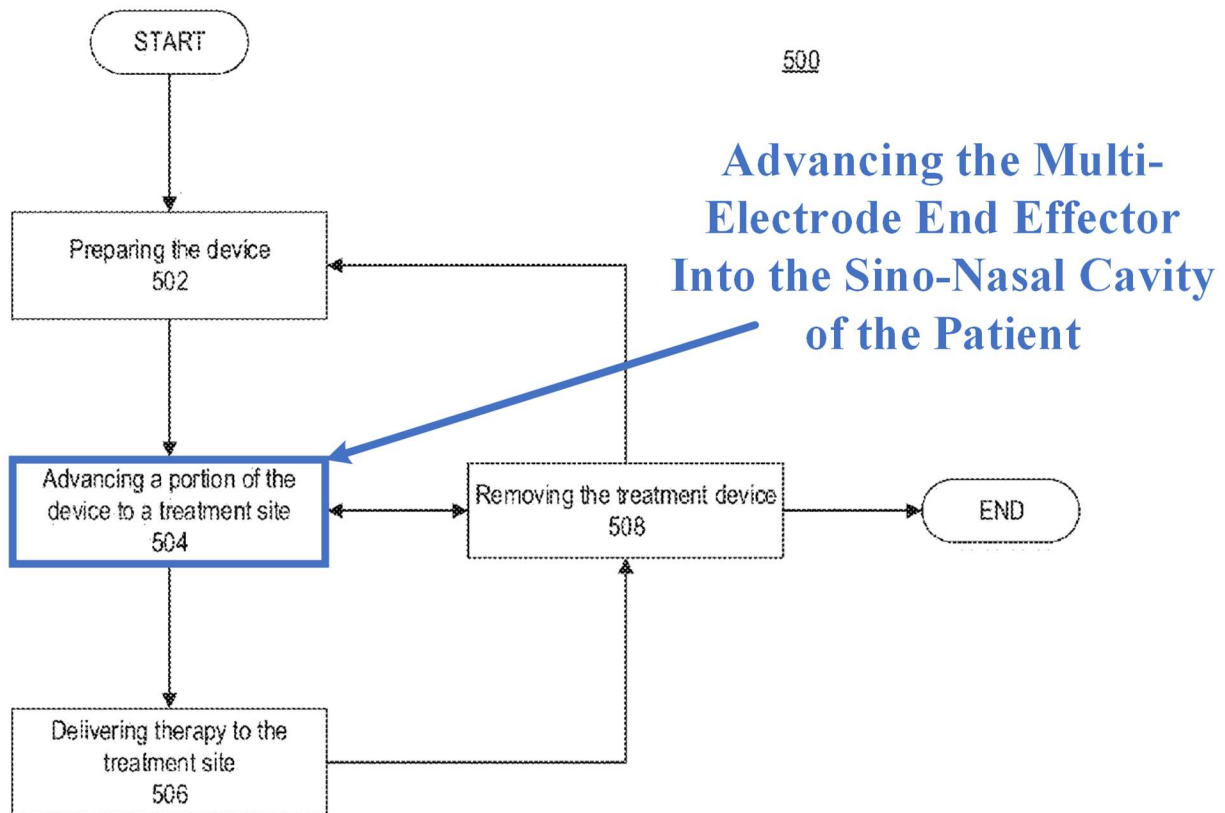 START
500
Advancing the Multi-
Electrode End Effector
Into the Sino-Nasal Cavity
of the Patient
Preparing the device
502
Advancing a portion of the
device to a treatment site
504
Removing the treatment device
508
END
Delivering therapy to the
treatment site
506